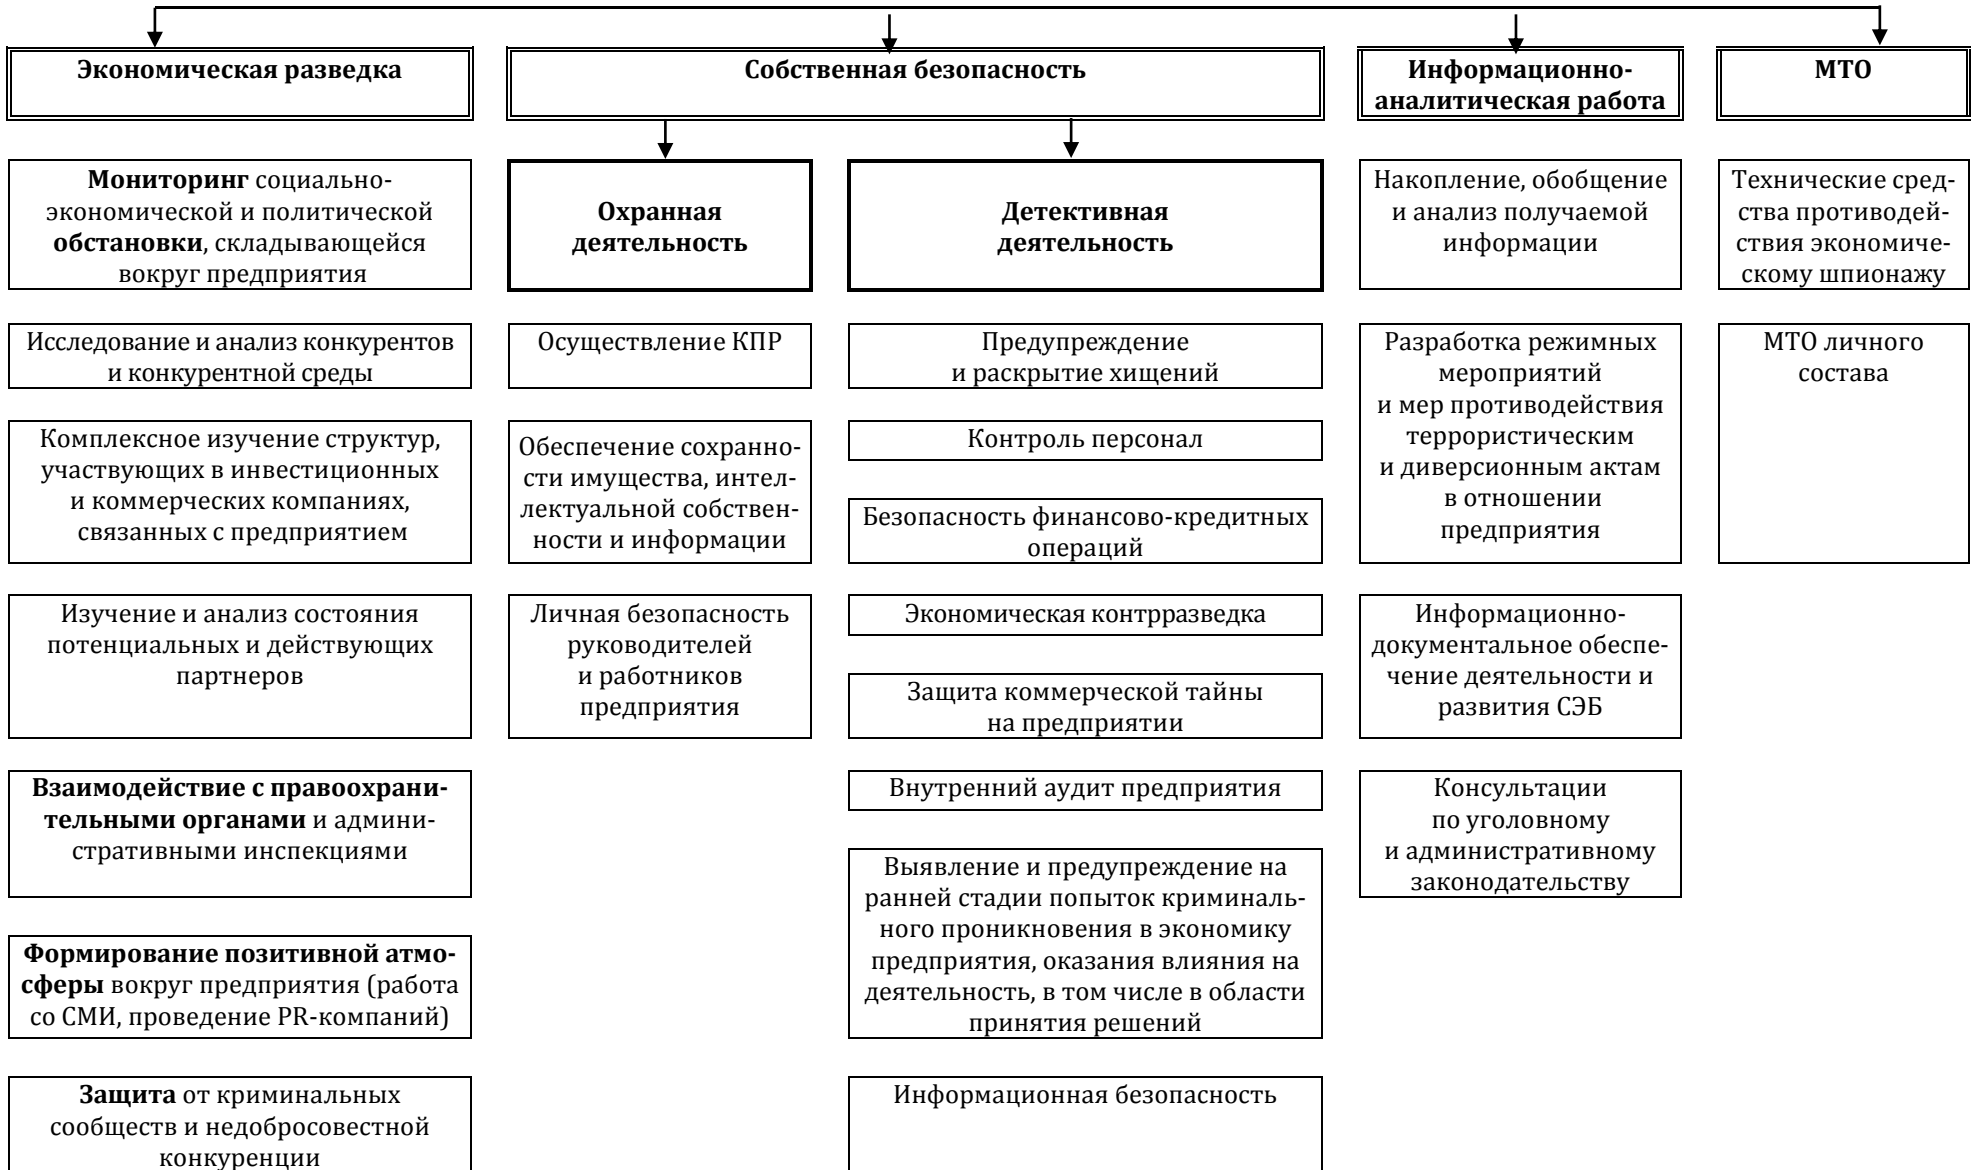 Экономическая разведка
Собственная безопасность
Информационно-
аналитическая работа
МТО
Мониторинг социально-
экономической и политической
обстановки, складывающейся
вокруг предприятия
Исследование и анализ конкурентов
и конкурентной среды
Комплексное изучение структур,
участвующих в инвестиционных
и коммерческих компаниях,
связанных с предприятием
Изучение и анализ состояния
потенциальных и действующих
партнеров
Взаимодействие с правоохрани-
тельными органами и админи-
стративными инспекциями
Формирование позитивной атмо-
сферы вокруг предприятия (работа
со СМИ, проведение PR-компаний)
Защита от криминальных
сообществ и недобросовестной
конкуренции
Охранная
деятельность
Осуществление КПР
Обеспечение сохранно-
сти имущества, интел-
лектуальной собствен-
ности и информации
Личная безопасность
руководителей
и работников
предприятия
Детективная
деятельность
Предупреждение
и раскрытие хищений
Контроль персонал
Безопасность финансово-кредитных
операций
Экономическая контрразведка
Защита коммерческой тайны
на предприятии
Внутренний аудит предприятия
Выявление и предупреждение на
ранней стадии попыток криминаль-
ного проникновения в экономику
предприятия, оказания влияния на
деятельность, в том числе в области
принятия решений
Информационная безопасность
Накопление, обобщение
и анализ получаемой
информации
Разработка режимных
мероприятий
и мер противодействия
террористическим
и диверсионным актам
в отношении
предприятия
Информационно-
документальное обеспе-
чение деятельности и
развития СЭБ
Консультации
по уголовному
и административному
законодательству
Технические сред-
ства противодей-
ствия экономиче-
скому шпионажу
МТО личного
состава